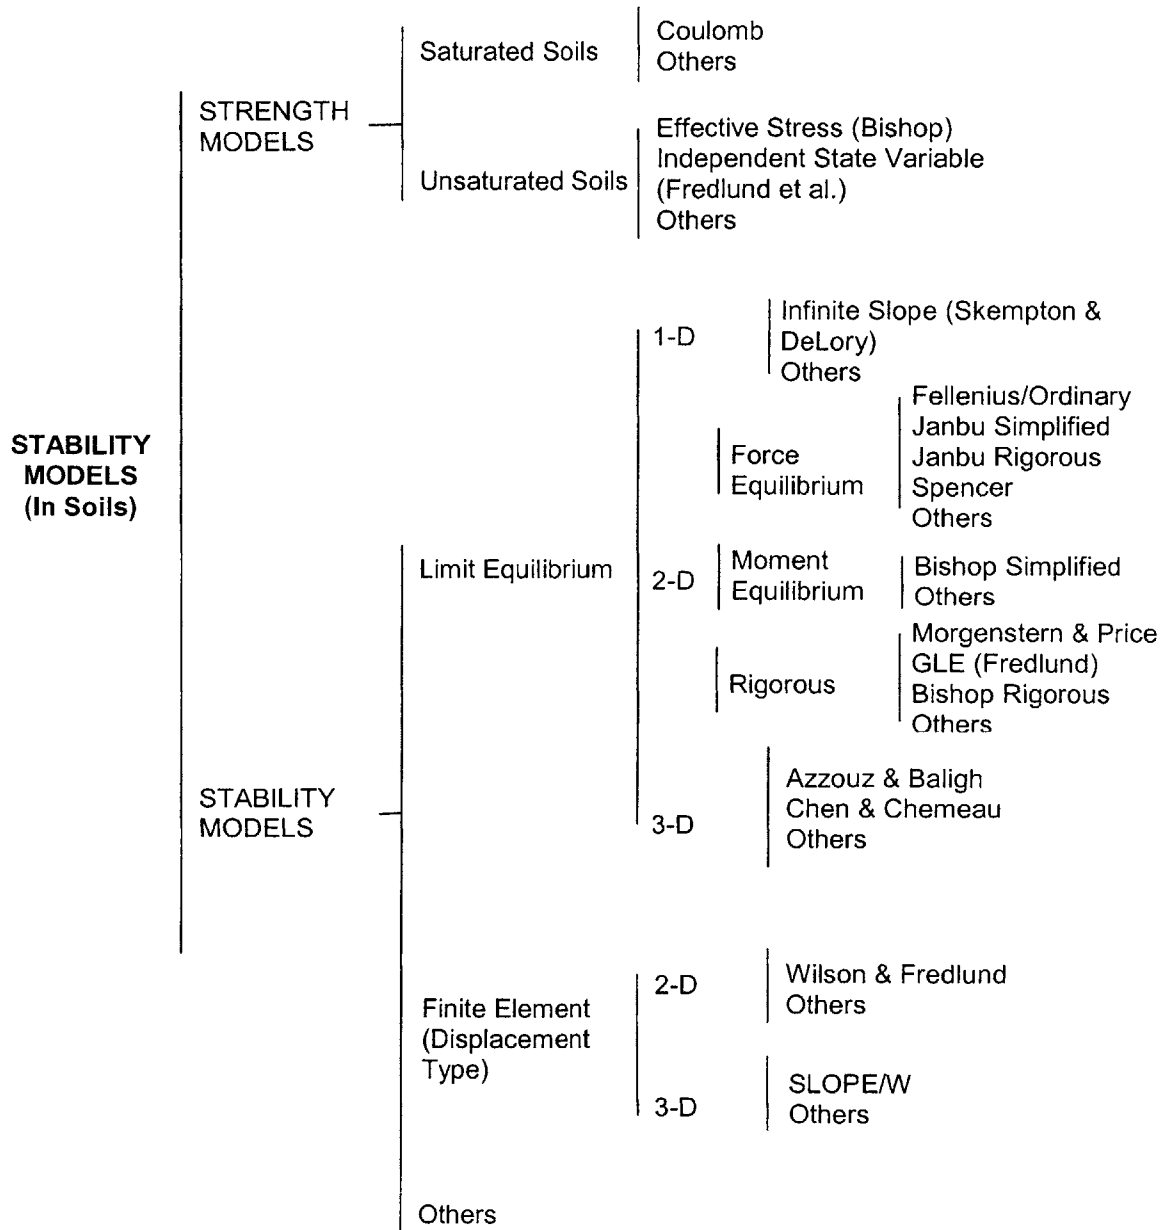 Saturated Soils
Coulomb
Others
STRENGTH
MODELS
Unsaturated Soils
Effective Stress (Bishop)
Independent State Variable
(Fredlund et al.)
Others
STABILITY
MODELS
(In Soils)
STABILITY
MODELS
Limit Equilibrium
1-D
Infinite Slope (Skempton &
DeLory)
Others
2-D
Force
Equilibrium
Fellenius/Ordinary
Janbu Simplified
Janbu Rigorous
Spencer
Others
Moment
Equilibrium
Bishop Simplified
Others
Rigorous
Morgenstern & Price
GLE (Fredlund)
Bishop Rigorous
Others
3-D
Azzouz & Baligh
Chen & Chemeau
Others
Finite Element
(Displacement
Type)
2-D
Wilson & Fredlund
Others
3-D
SLOPE/W
Others
Others